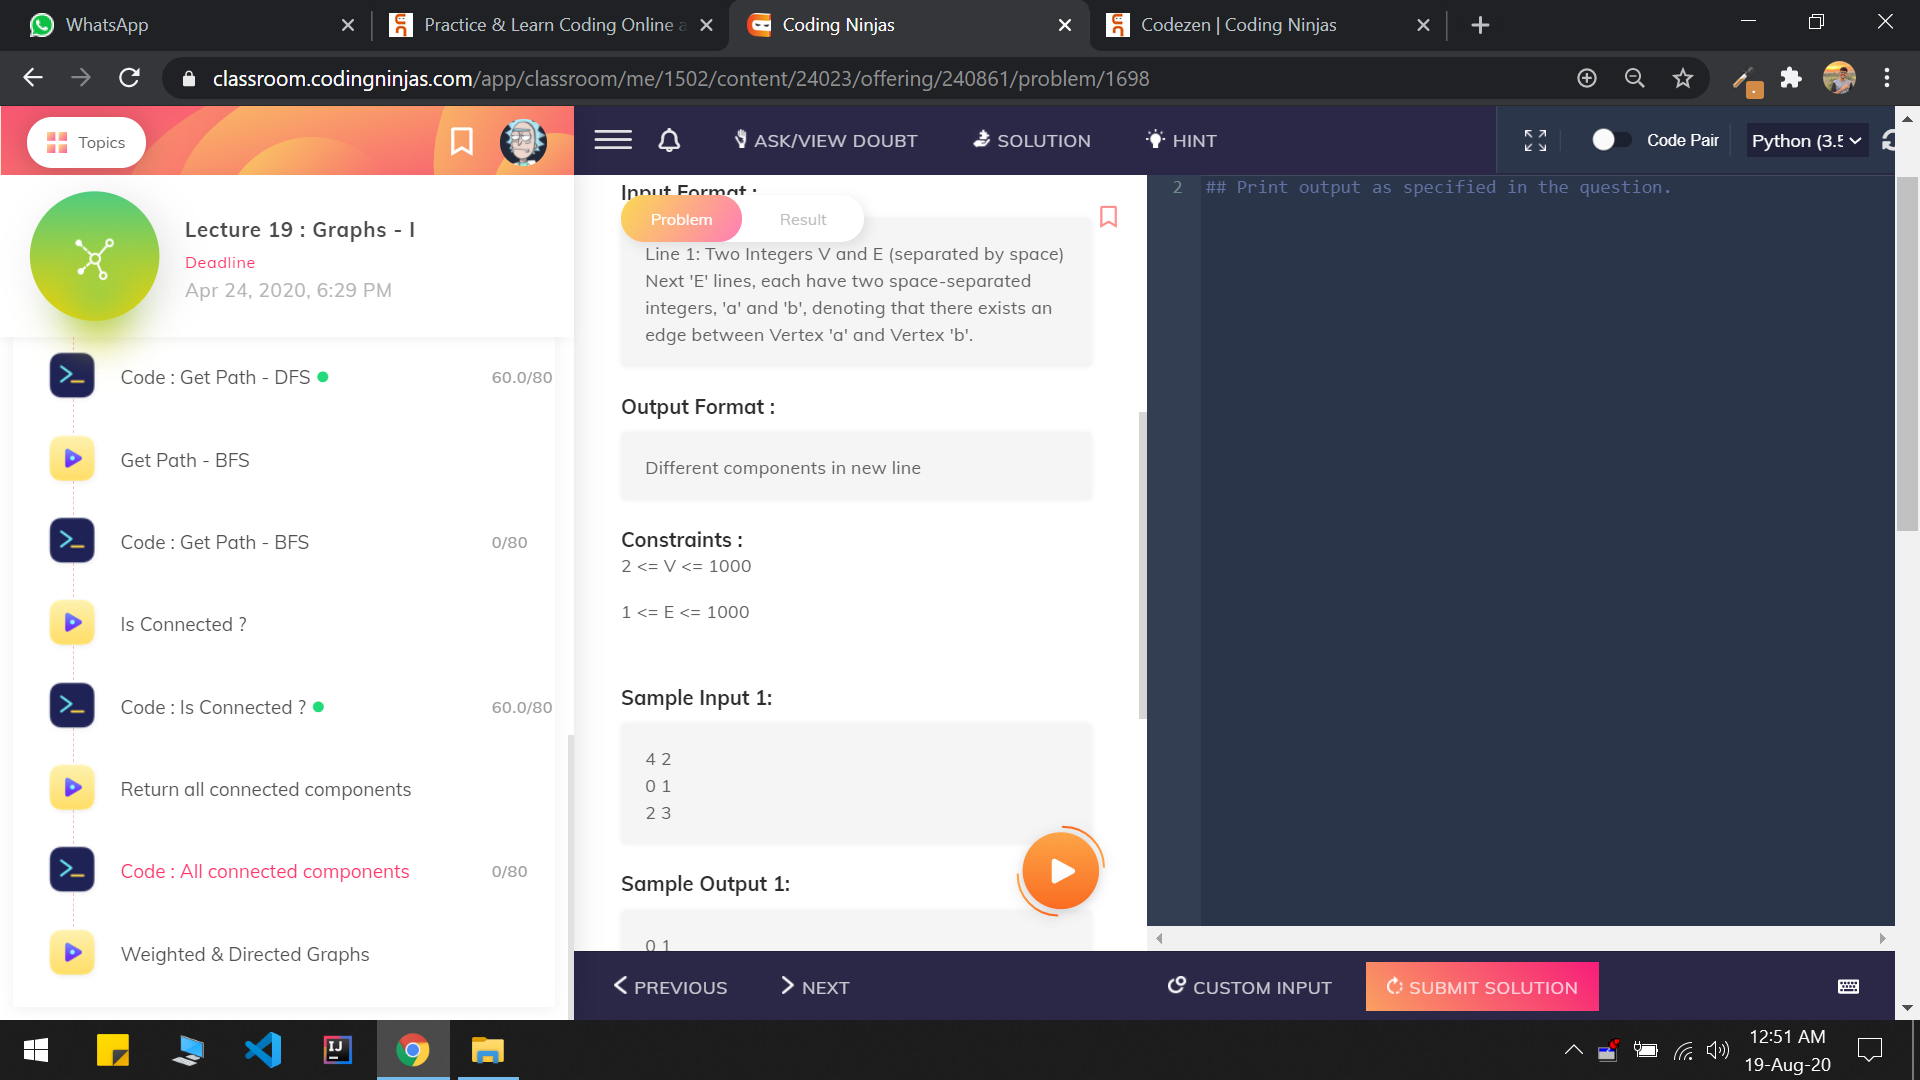 WhatsApp
Practice & Learn Coding Online a
Coding Ninjas
Codezen | Coding Ninjas
classroom.codingninjas.com/app/classroom/me/1502/content/24023/offering/240861/problem/1698
Topics
Lecture 19 : Graphs - I
Deadline
Apr 24, 2020, 6:29 PM
Code : Get Path - DFS
60.0/80
Get Path - BFS
Code : Get Path - BFS
0/80
Is Connected ?
Code : Is Connected ?
60.0/80
Return all connected components
Code : All connected components
0/80
Weighted & Directed Graphs
ASK/VIEW DOUBT
SOLUTION
HINT
Code Pair
Python (3.5
Input Format :
Problem
Result
Line 1: Two Integers V and E (separated by space)
Next 'E' lines, each have two space-separated
integers, 'a' and 'b', denoting that there exists an
edge between Vertex 'a' and Vertex 'b'.
Output Format :
Different components in new line
Constraints :
2 <= V <= 1000
1 <= E <= 1000
Sample Input 1:
4 2
0 1
2 3
Sample Output 1:
0 1
2 ## Print output as specified in the question.
PREVIOUS
NEXT
CUSTOM INPUT
SUBMIT SOLUTION
IJ
12:51 AM
19-Aug-20